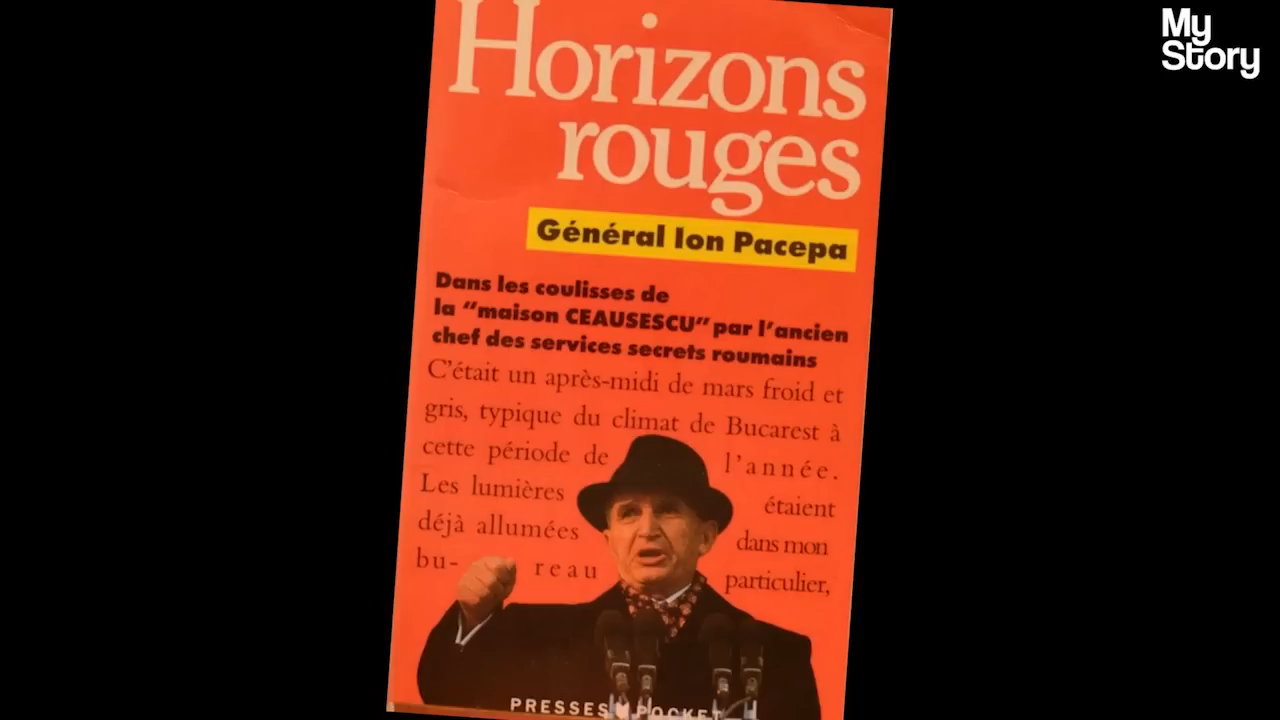 My
Story
Horizons
rouges
Général Ion Pacepa
Dans les coulisses de
la “maison CEAUSESCU” par l’ancien
chef des services secrets roumains
C’était un après-midi de mars froid et
gris, typique du climat de Bucarest à
cette période de l’année.
Les lumières étaient
déjà allumées dans mon
bu- reau particulier,
PRESSES POCKET